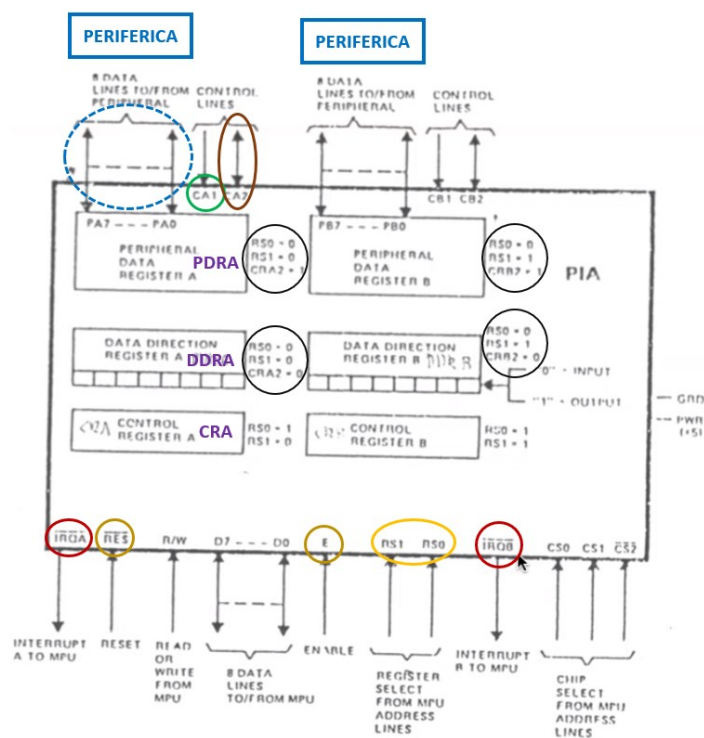 PERIFERICA
PERIFERICA
8 DATA
LINES TO/FROM
PERIPHERAL
CONTROL
LINES
8 DATA
LINES TO/FROM
PERIPHERAL
CONTROL
LINES
CA1 CA2
CB1 CB2
PA7 - - - PA0
PERIPHERAL
DATA
REGISTER A
PDRA
RS0 = 0
RS1 = 0
CRA2 = 1
PB7 - - - PB0
PERIPHERAL
DATA
REGISTER B
RS0 = 0
RS1 = 1
CRB2 = 1
PIA
DATA DIRECTION
REGISTER A
DDRA
RS0 = 0
RS1 = 0
CRA2 = 0
DATA DIRECTION
REGISTER B DDRB
RS0 = 0
RS1 = 1
CRB2 = 0
"0" - INPUT
"1" - OUTPUT
GRD
PWR
(+5)
CRA CONTROL
REGISTER A
CRA
RS0 = 1
RS1 = 0
CRB CONTROL
REGISTER B
RS0 = 1
RS1 = 1
IRQA RES R/W D7 - - - D0 E RS1 RS0 IRQB CS0 CS1 CS2
INTERRUPT
A TO MPU
RESET
READ
OR
WRITE
FROM
MPU
8 DATA
LINES
TO/FROM MPU
ENABLE
REGISTER
SELECT
FROM MPU
ADDRESS
LINES
INTERRUPT
B TO MPU
CHIP
SELECT
FROM MPU
ADDRESS
LINES